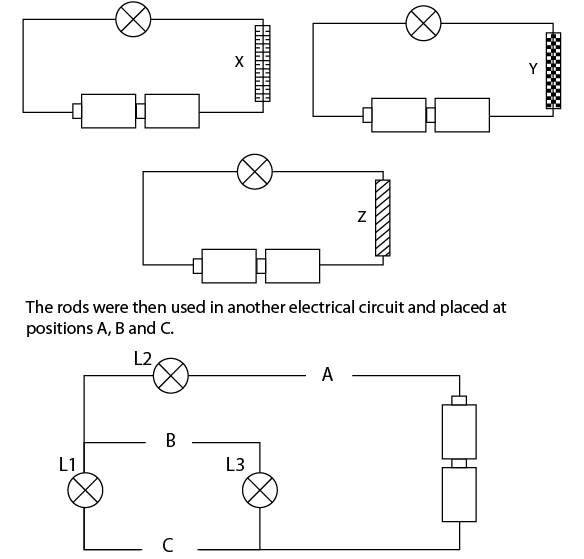 X
Y
Z
The rods were then used in another electrical circuit and placed at
positions A, B and C.
L2
A
B
L1
L3
C